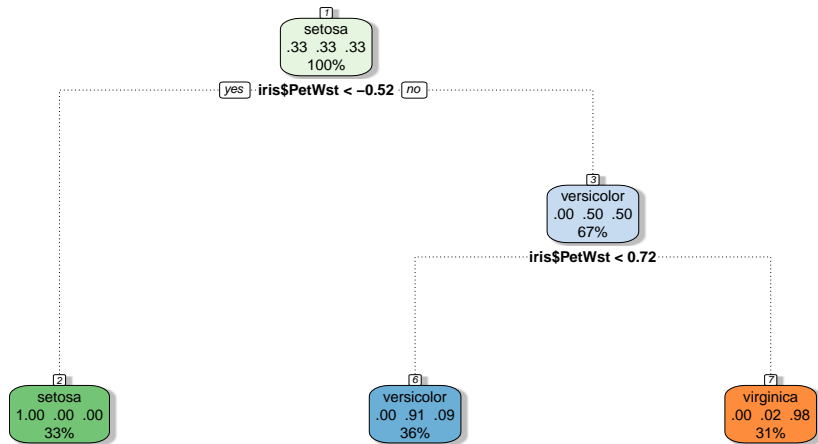 1
setosa
.33 .33 .33
100%
yes iris$PetWst < −0.52 no
3
versicolor
.00 .50 .50
67%
iris$PetWst < 0.72
2
setosa
1.00 .00 .00
33%
6
versicolor
.00 .91 .09
36%
7
virginica
.00 .02 .98
31%